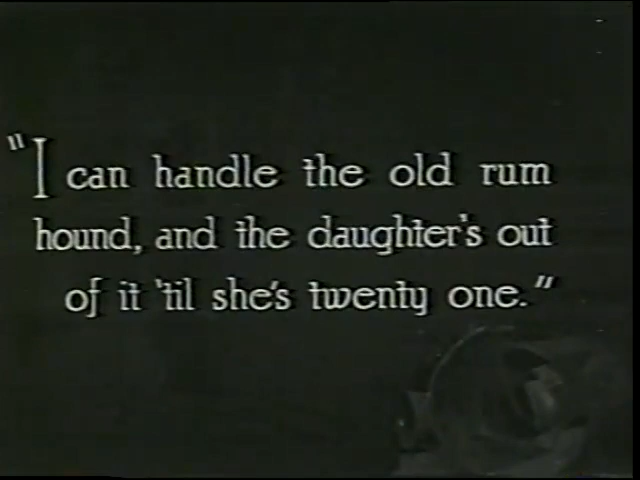 "I can handle the old rum
hound, and the daughter's out
of it 'til she's twenty one."